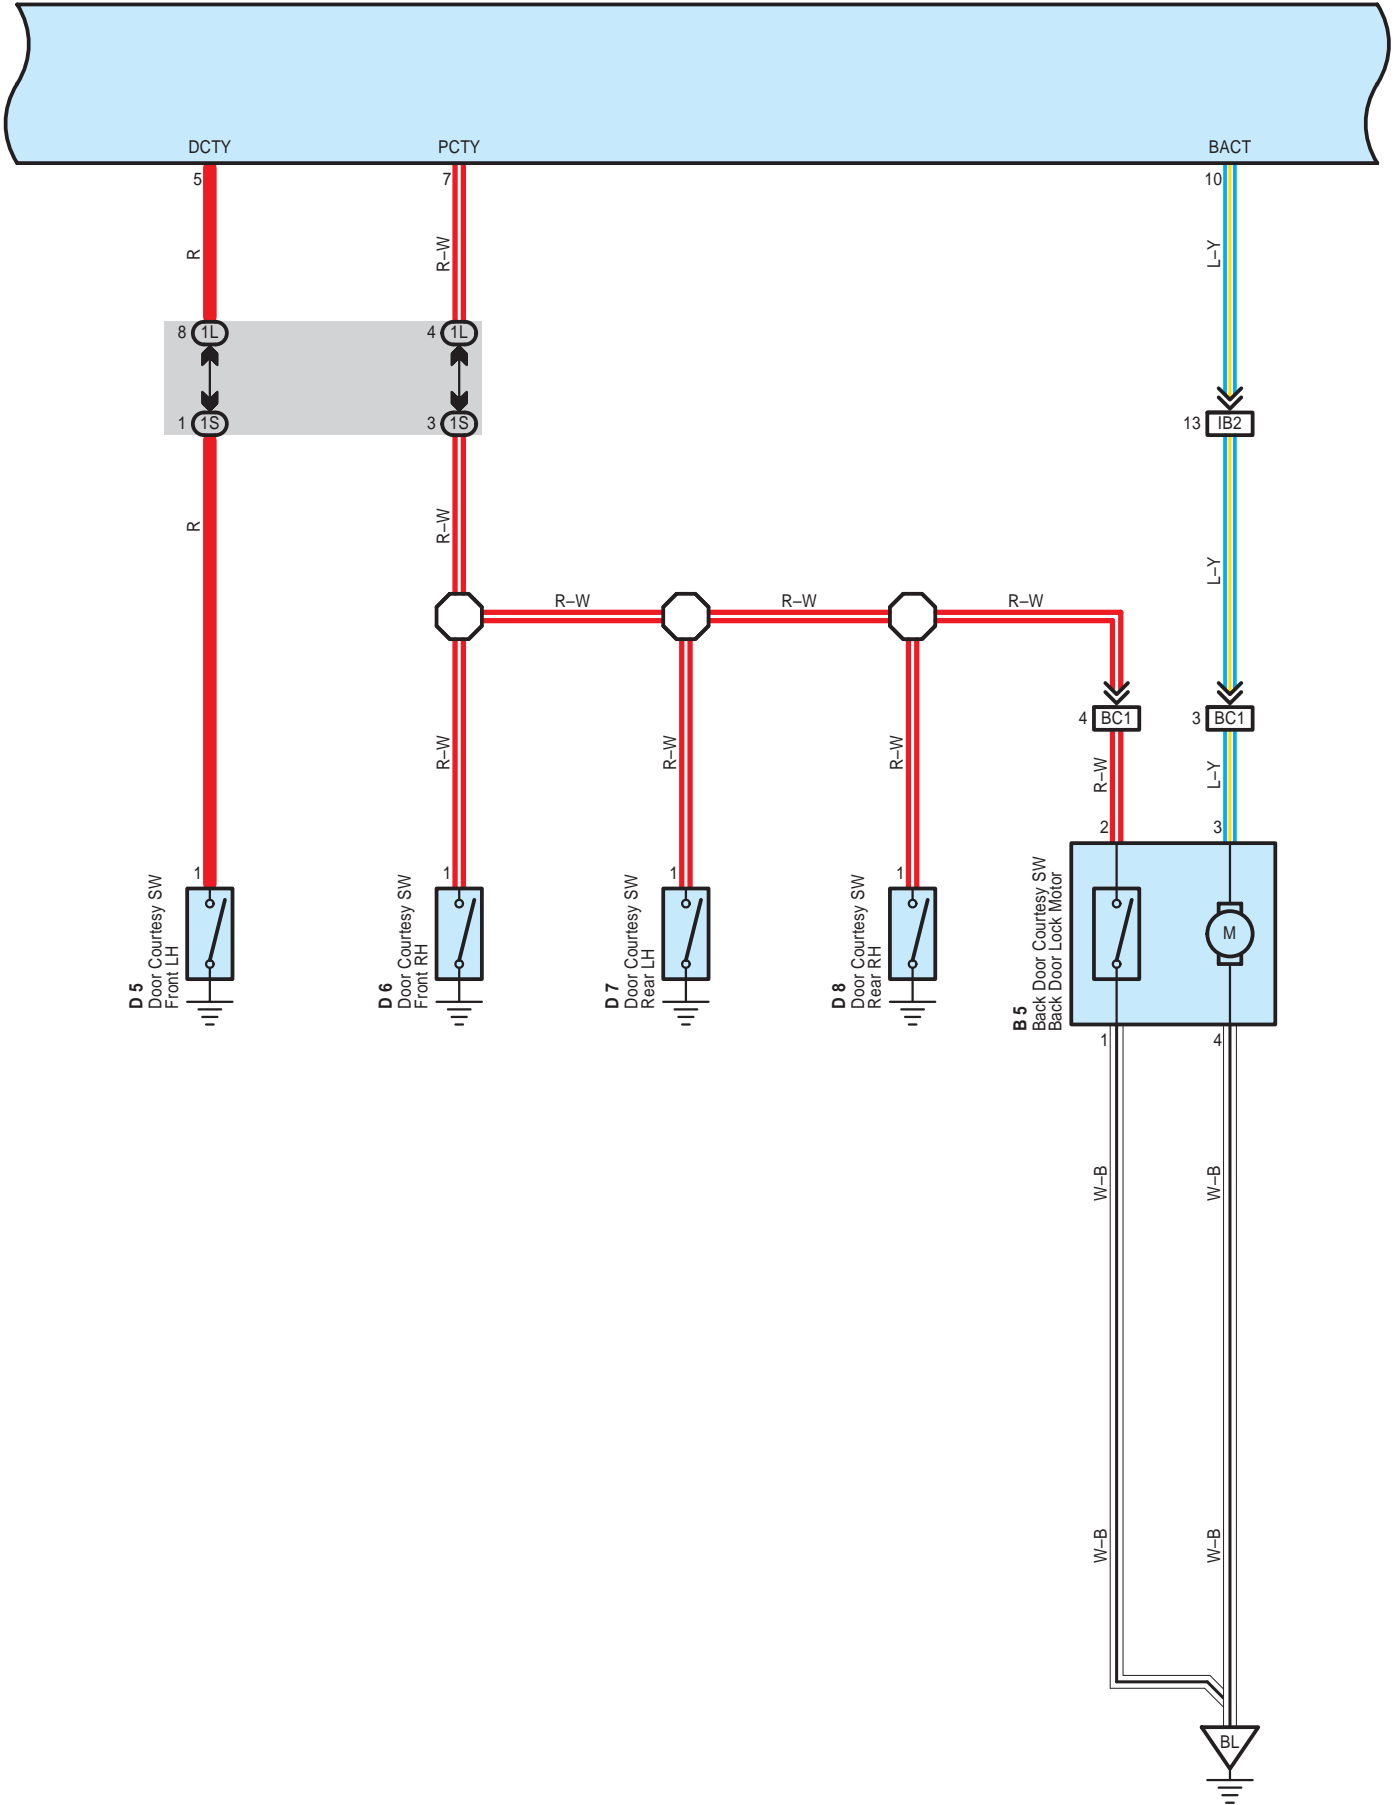 DCTY
PCTY
BACT
5
7
10
R
R–W
L–Y
8 1L
4 1L
1 1S
3 1S
13 IB2
R
R–W
L–Y
R–W
R–W
R–W
4 BC1
3 BC1
R–W
R–W
R–W
R–W
L–Y
2
3
1
1
1
1
D 5
Door Courtesy SW
Front LH
D 6
Door Courtesy SW
Front RH
D 7
Door Courtesy SW
Rear LH
D 8
Door Courtesy SW
Rear RH
B 5
Back Door Courtesy SW
Back Door Lock Motor
M
1
4
W–B
W–B
W–B
W–B
BL